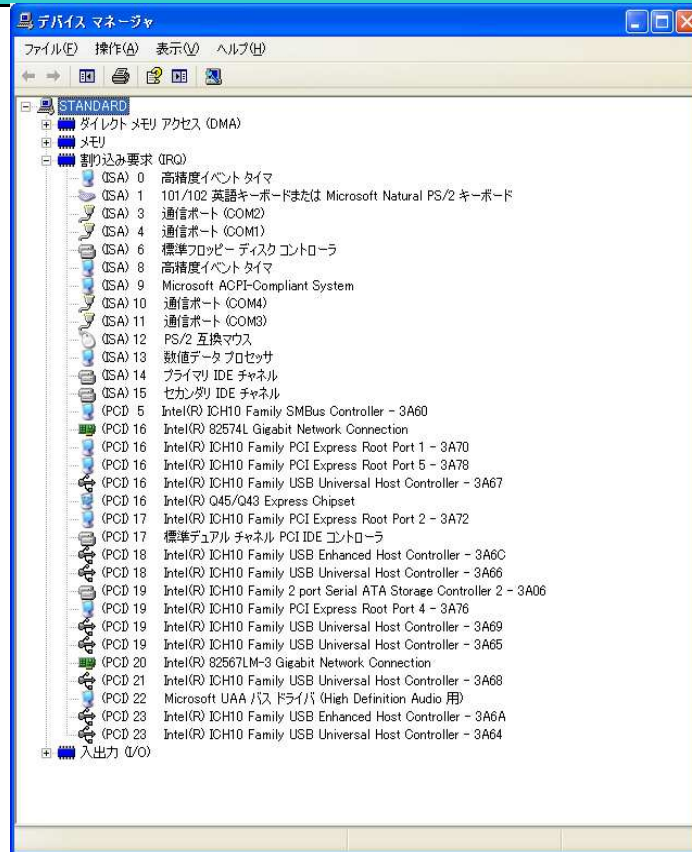 デバイス マネージャ
ファイル(F) 操作(A) 表示(V) ヘルプ(H)
STANDARD
ダイレクト メモリ アクセス (DMA)
メモリ
割り込み要求 (IRQ)
(ISA) 0 高精度イベント タイマ
(ISA) 1 101/102 英語キーボードまたは Microsoft Natural PS/2 キーボード
(ISA) 3 通信ポート (COM2)
(ISA) 4 通信ポート (COM1)
(ISA) 6 標準フロッピー ディスク コントローラ
(ISA) 8 高精度イベント タイマ
(ISA) 9 Microsoft ACPI-Compliant System
(ISA) 10 通信ポート (COM4)
(ISA) 11 通信ポート (COM3)
(ISA) 12 PS/2 互換マウス
(ISA) 13 数値データ プロセッサ
(ISA) 14 プライマリ IDE チャネル
(ISA) 15 セカンダリ IDE チャネル
(PCI) 5 Intel(R) ICH10 Family SMBus Controller - 3A60
(PCI) 16 Intel(R) 82574L Gigabit Network Connection
(PCI) 16 Intel(R) ICH10 Family PCI Express Root Port 1 - 3A70
(PCI) 16 Intel(R) ICH10 Family PCI Express Root Port 5 - 3A78
(PCI) 16 Intel(R) ICH10 Family USB Universal Host Controller - 3A67
(PCI) 16 Intel(R) Q45/Q43 Express Chipset
(PCI) 17 Intel(R) ICH10 Family PCI Express Root Port 2 - 3A72
(PCI) 17 標準デュアル チャネル PCI IDE コントローラ
(PCI) 18 Intel(R) ICH10 Family USB Enhanced Host Controller - 3A6C
(PCI) 18 Intel(R) ICH10 Family USB Universal Host Controller - 3A66
(PCI) 19 Intel(R) ICH10 Family 2 port Serial ATA Storage Controller 2 - 3A06
(PCI) 19 Intel(R) ICH10 Family PCI Express Root Port 4 - 3A76
(PCI) 19 Intel(R) ICH10 Family USB Universal Host Controller - 3A69
(PCI) 19 Intel(R) ICH10 Family USB Universal Host Controller - 3A65
(PCI) 20 Intel(R) 82567LM-3 Gigabit Network Connection
(PCI) 21 Intel(R) ICH10 Family USB Universal Host Controller - 3A68
(PCI) 22 Microsoft UAA バス ドライバ (High Definition Audio 用)
(PCI) 23 Intel(R) ICH10 Family USB Enhanced Host Controller - 3A6A
(PCI) 23 Intel(R) ICH10 Family USB Universal Host Controller - 3A64
入出力 (I/O)